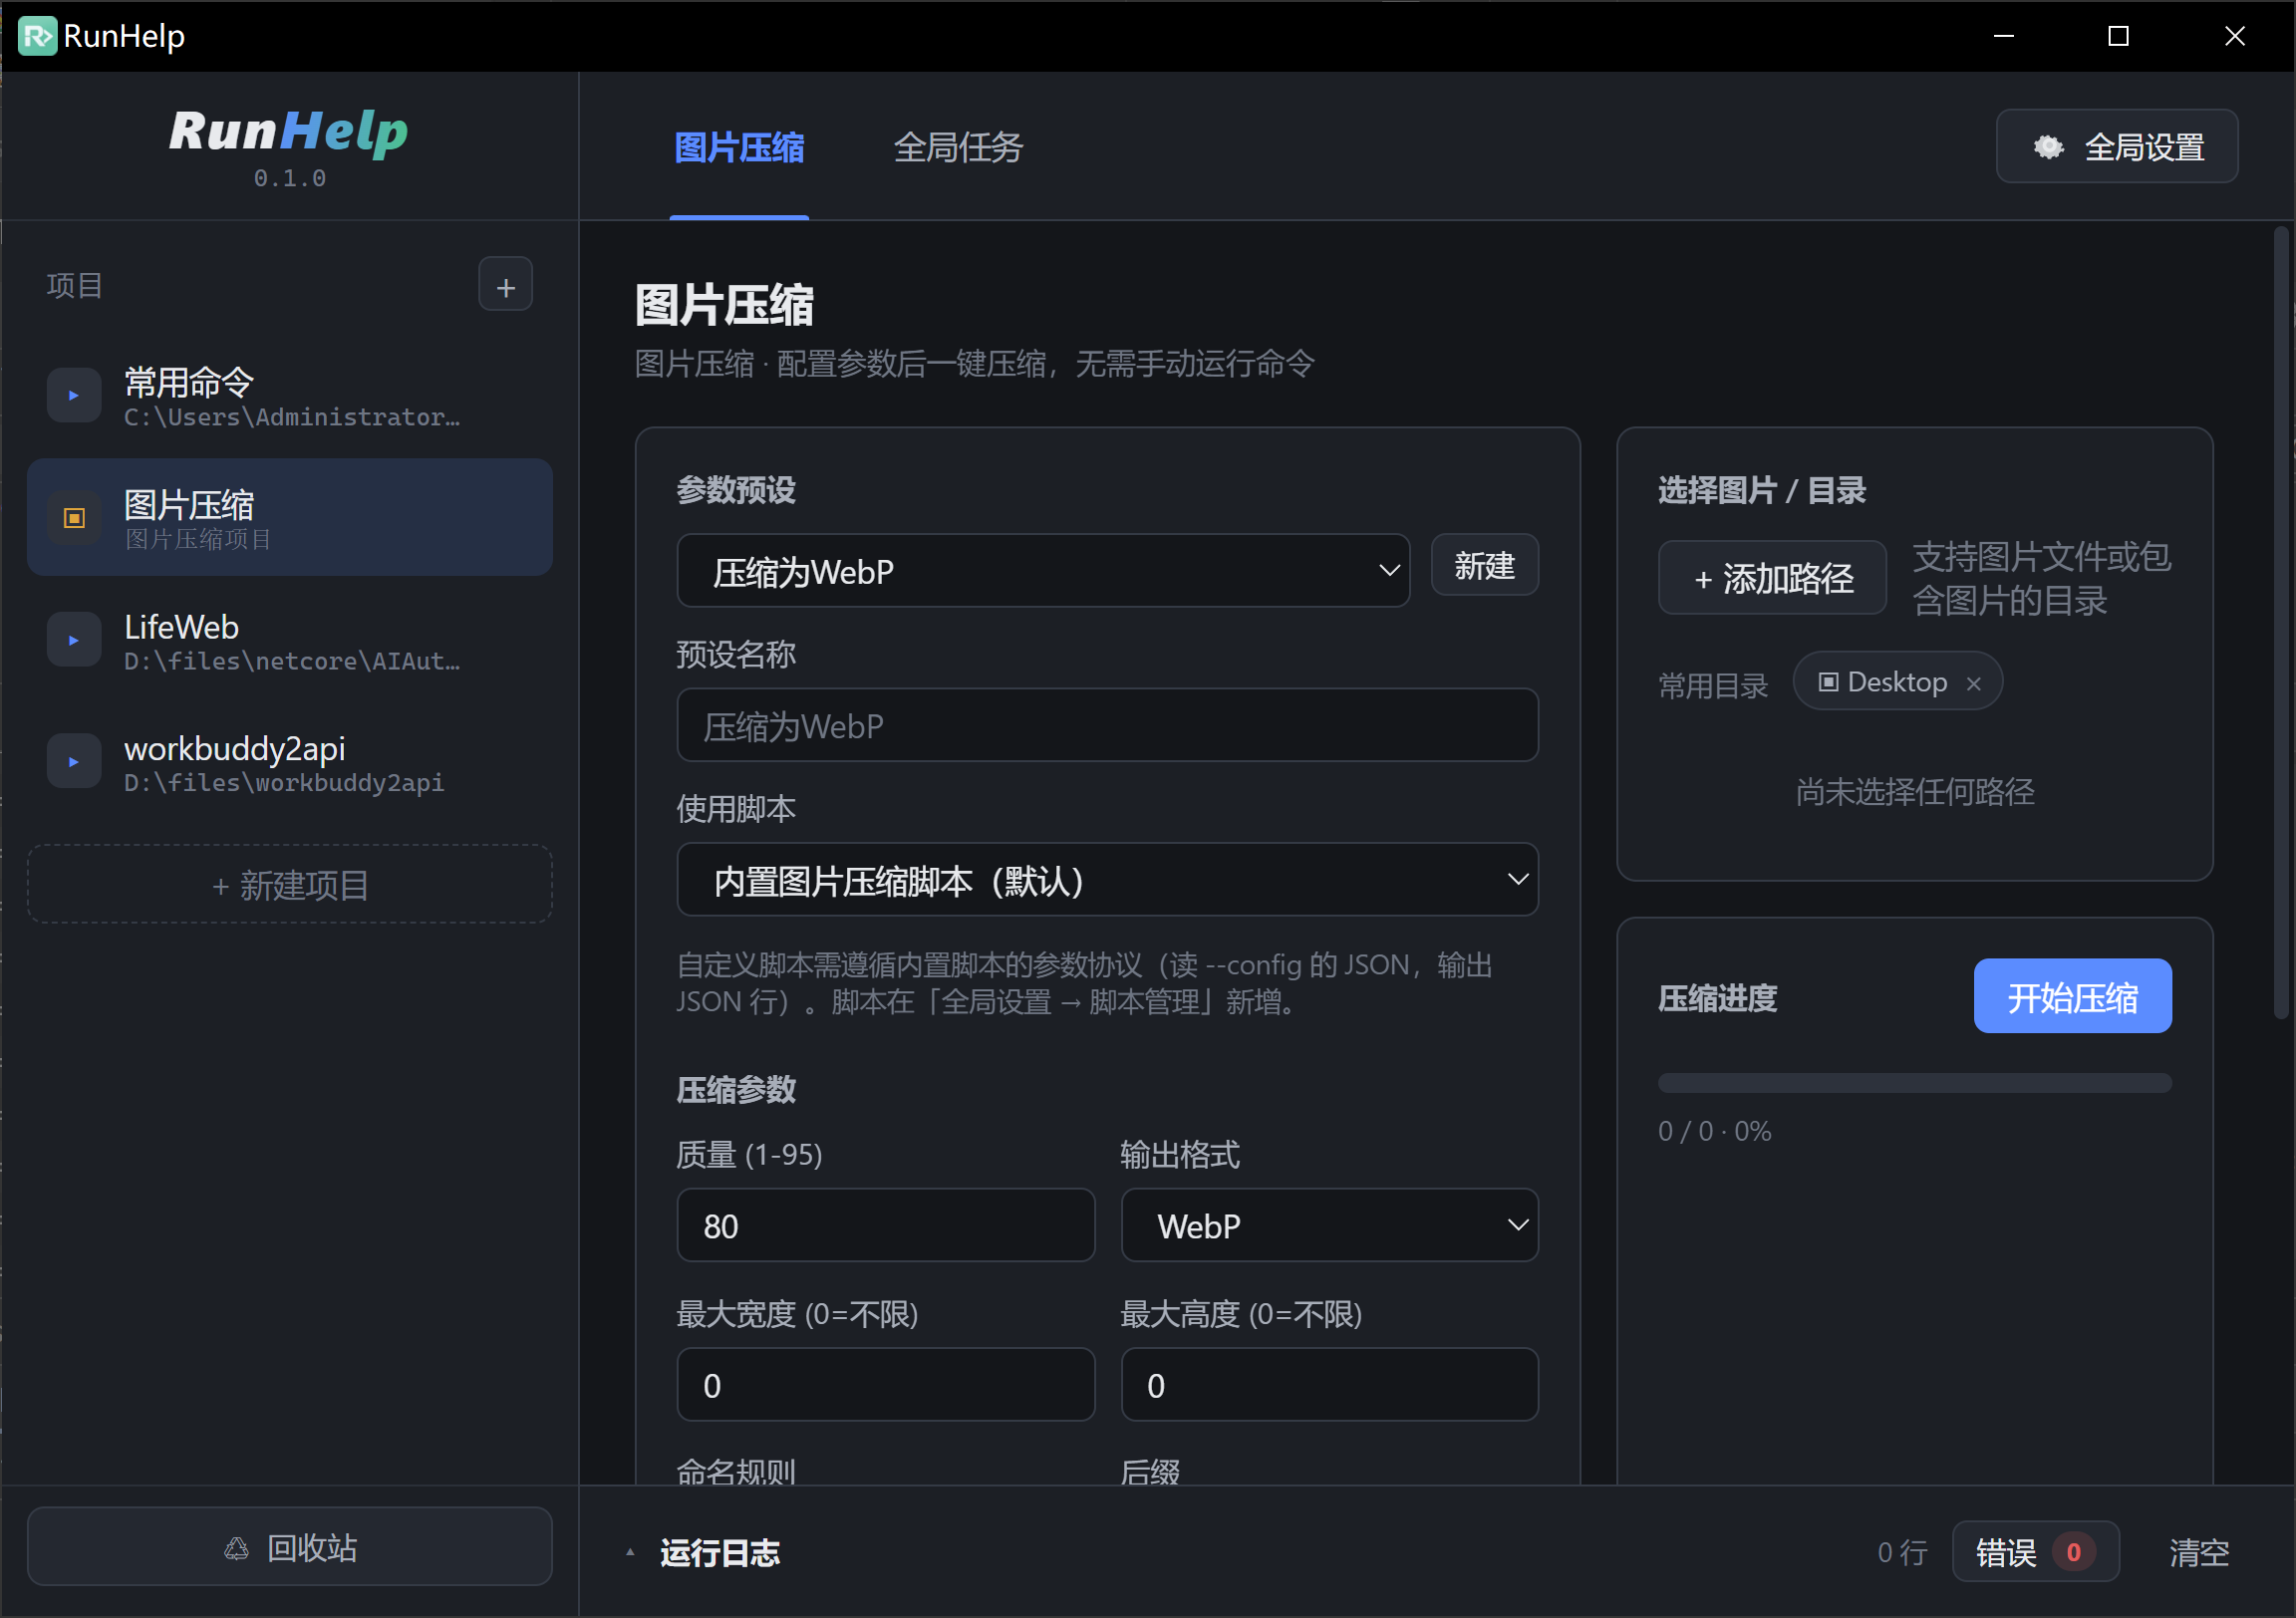 RunHelp
RunHelp
0.1.0
图片压缩
全局任务
全局设置
项目
+
常用命令
C:\Users\Administrator…
图片压缩
图片压缩项目
LifeWeb
D:\files\netcore\AIAut…
workbuddy2api
D:\files\workbuddy2api
+ 新建项目
回收站
图片压缩
图片压缩 · 配置参数后一键压缩，无需手动运行命令
参数预设
压缩为WebP
新建
预设名称
压缩为WebP
使用脚本
内置图片压缩脚本（默认）
自定义脚本需遵循内置脚本的参数协议（读 --config 的 JSON，输出
JSON 行）。脚本在「全局设置 → 脚本管理」新增。
压缩参数
质量 (1-95)
输出格式
80
WebP
最大宽度 (0=不限)
最大高度 (0=不限)
0
0
命名规则
后缀
选择图片 / 目录
+ 添加路径
支持图片文件或包
含图片的目录
常用目录
Desktop ×
尚未选择任何路径
压缩进度
开始压缩
0 / 0 · 0%
运行日志
0 行
错误 0
清空